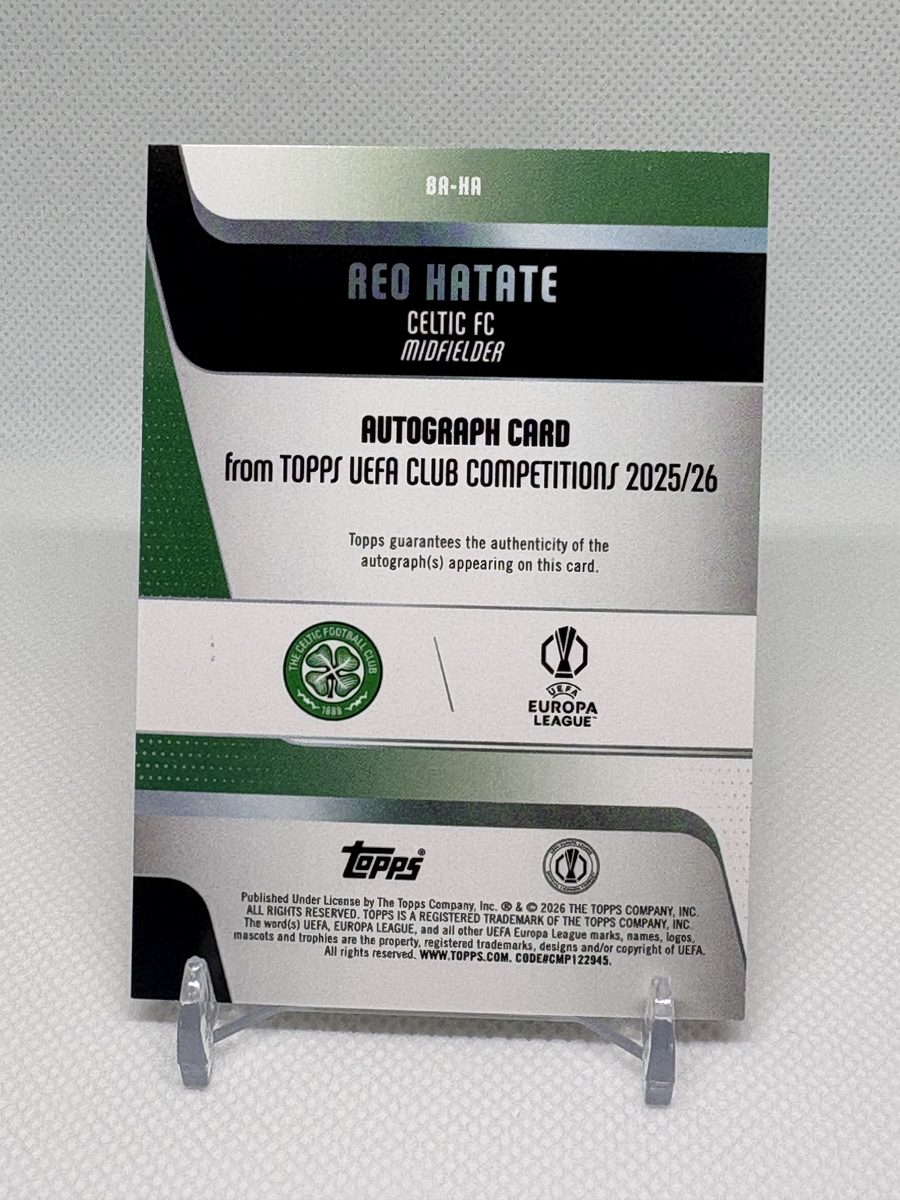 BA-HA
REO HATATE
CELTIC FC
MIDFIELDER
AUTOGRAPH CARD
from TOPPS UEFA CLUB COMPETITIONS 2025/26
Topps guarantees the authenticity of the
autograph(s) appearing on this card.
THE CELTIC FOOTBALL CLUB
1888
UEFA
EUROPA
LEAGUE™
Topps®
Published Under License by The Topps Company, Inc. ® & © 2026 THE TOPPS COMPANY, INC.
ALL RIGHTS RESERVED. TOPPS IS A REGISTERED TRADEMARK OF THE TOPPS COMPANY, INC.
The word(s) UEFA, EUROPA LEAGUE, and all other UEFA Europa League marks, names, logos,
mascots and trophies are the property, registered trademarks, designs and/or copyright of UEFA.
All rights reserved. WWW.TOPPS.COM. CODE#CMP122945.